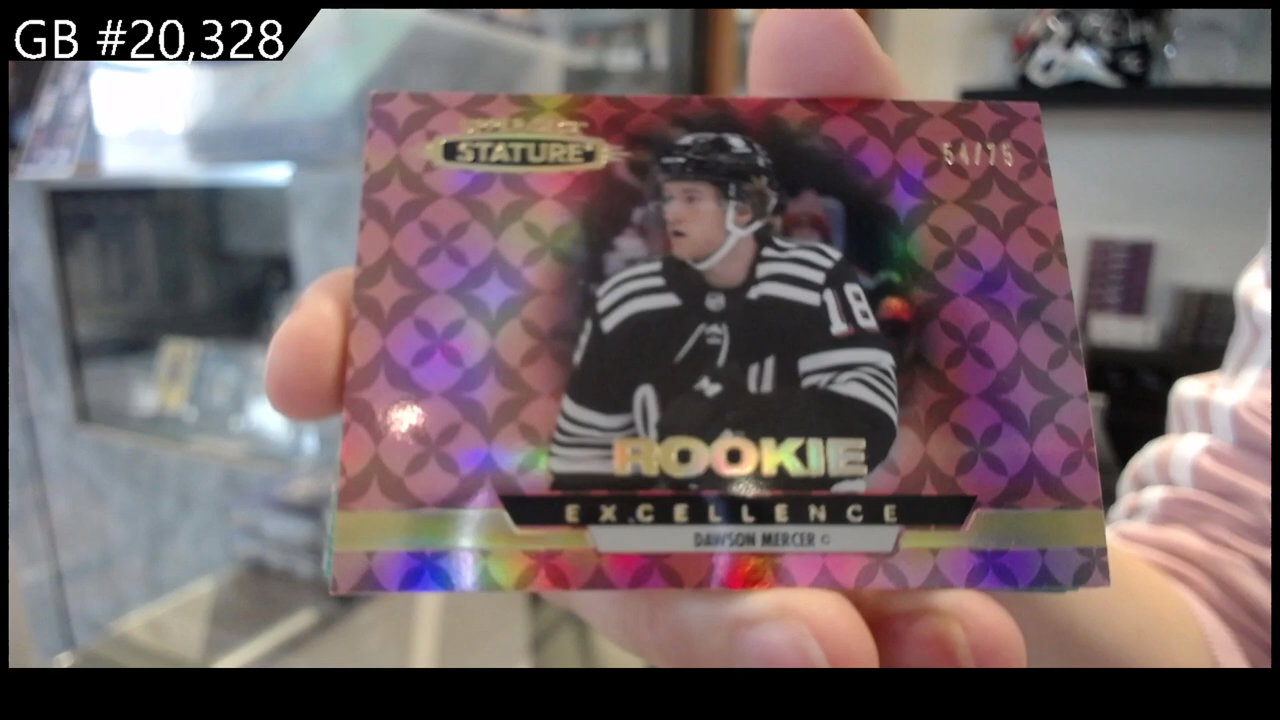 GB #20,328
STATURE
54/75
18
ROOKIE
EXCELLENCE
DAWSON MERCER C